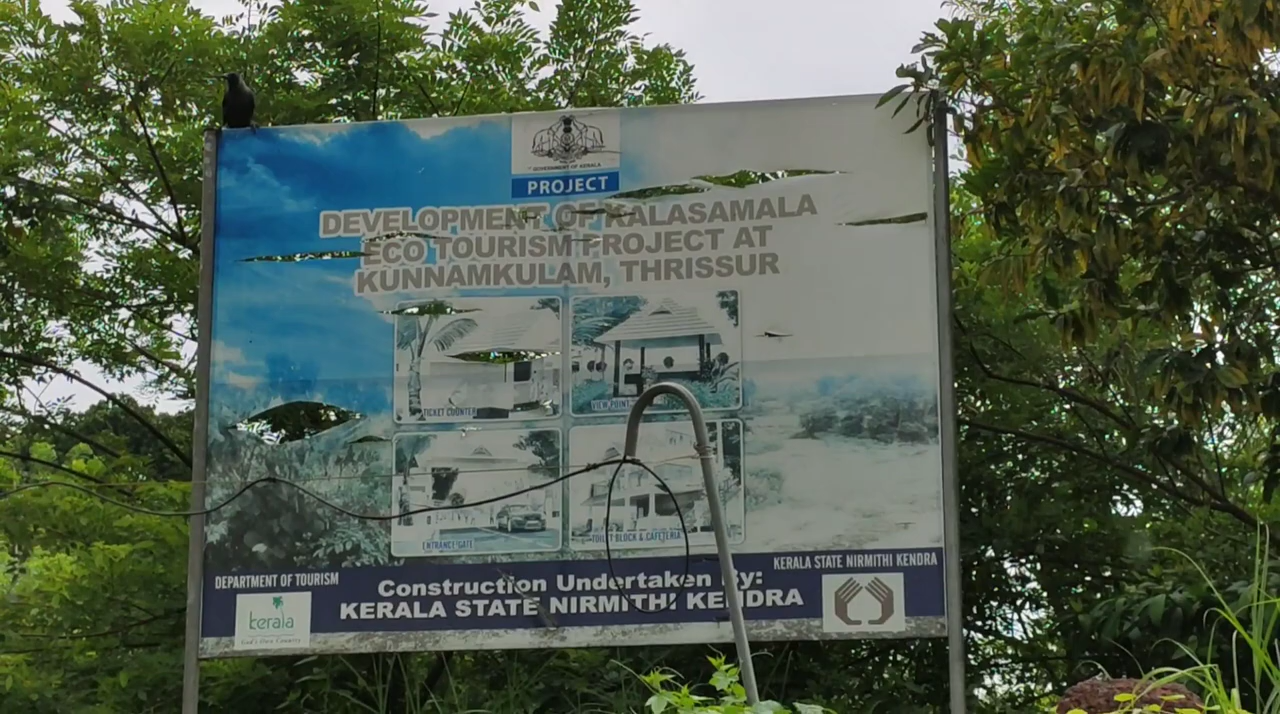 GOVERNMENT OF KERALA
PROJECT
DEVELOPMENT OF KALASAMALA
ECO TOURISM PROJECT AT
KUNNAMKULAM, THRISSUR
TICKET COUNTER
VIEW POINT
ENTRANCE GATE
TOILET BLOCK & CAFETERIA
DEPARTMENT OF TOURISM
kerala
God's Own Country
Construction Undertaken By:
KERALA STATE NIRMITHI KENDRA
KERALA STATE NIRMITHI KENDRA